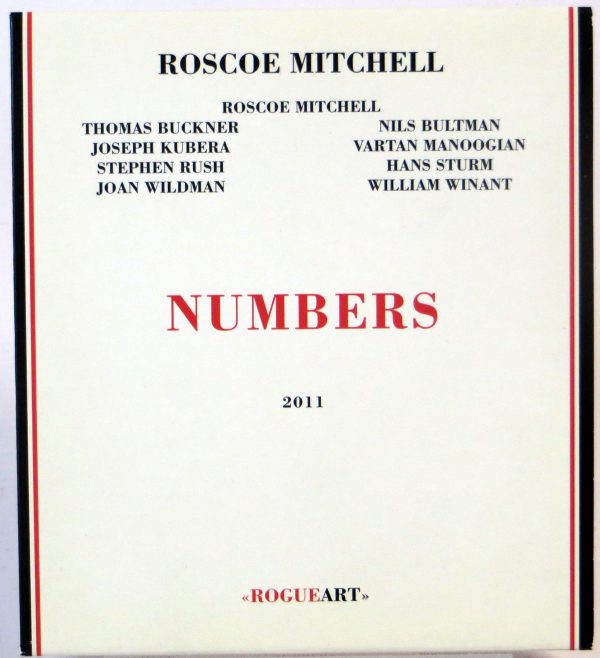 ROSCOE MITCHELL
ROSCOE MITCHELL
THOMAS BUCKNER
JOSEPH KUBERA
STEPHEN RUSH
JOAN WILDMAN
NILS BULTMAN
VARTAN MANOOGIAN
HANS STURM
WILLIAM WINANT
NUMBERS
2011
«ROGUEART»